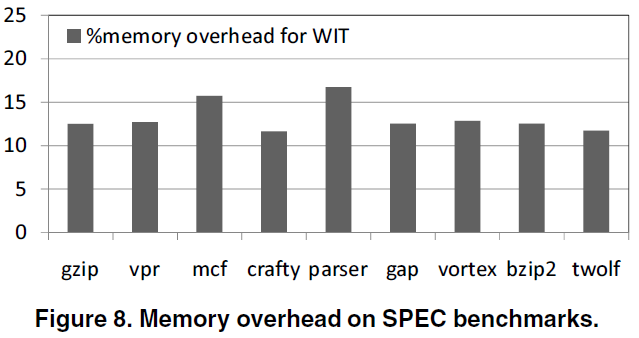 25
%memory overhead for WIT
20
15
10
5
0
gzip vpr mcf crafty parser gap vortex bzip2 twolf
Figure 8. Memory overhead on SPEC benchmarks.